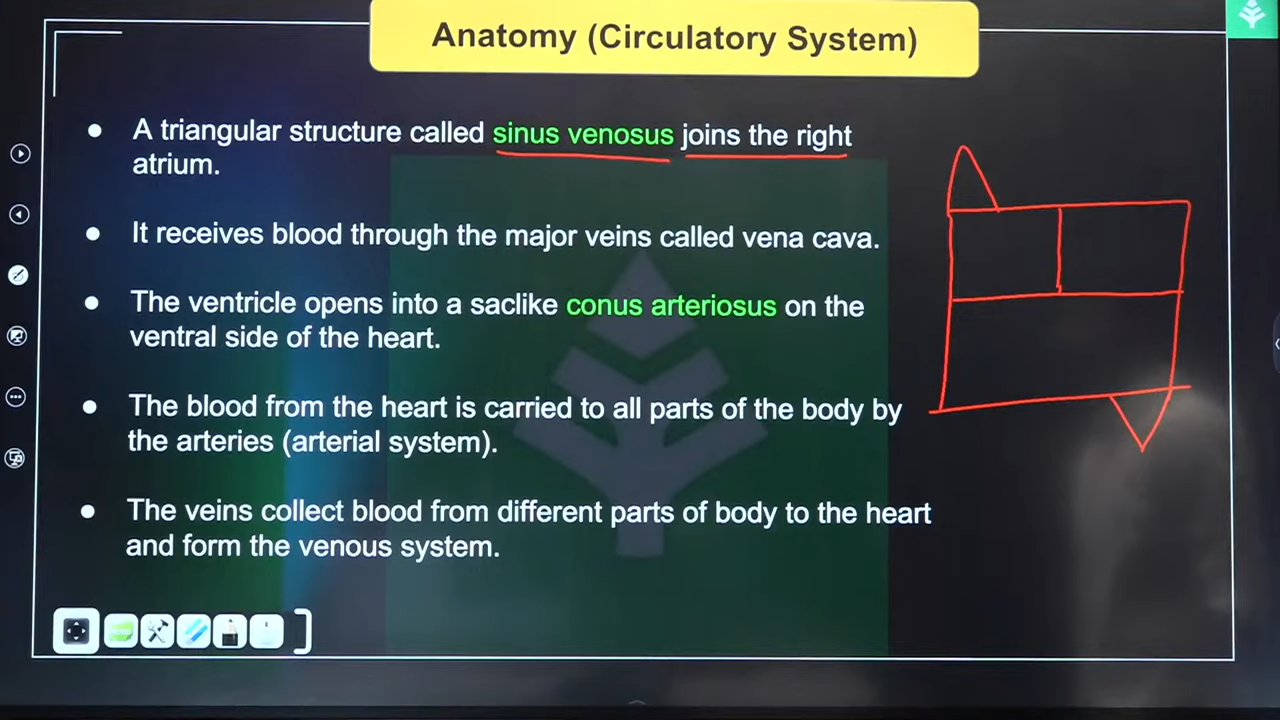 Anatomy (Circulatory System)
● A triangular structure called sinus venosus joins the right
atrium.
● It receives blood through the major veins called vena cava.
● The ventricle opens into a saclike conus arteriosus on the
ventral side of the heart.
● The blood from the heart is carried to all parts of the body by
the arteries (arterial system).
● The veins collect blood from different parts of body to the heart
and form the venous system.